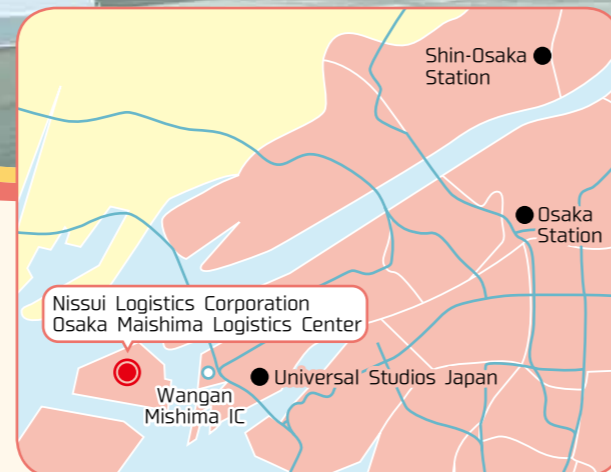 Shin-Osaka
Station
Osaka
Station
Nissui Logistics Corporation
Osaka Maishima Logistics Center
Universal Studios Japan
Wangan
Mishima IC